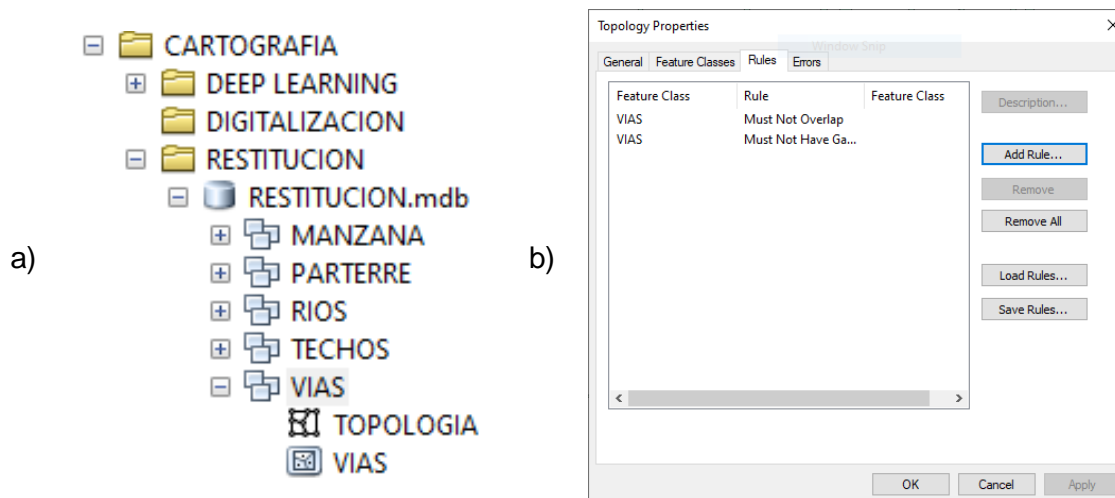 a)
CARTOGRAFIA
DEEP LEARNING
DIGITALIZACION
RESTITUCION
RESTITUCION.mdb
MANZANA
PARTERRE
RIOS
TECHOS
VIAS
TOPOLOGIA
VIAS
b)
Topology Properties
Window Snip
General Feature Classes Rules Errors
Feature Class Rule Feature Class
VIAS Must Not Overlap
VIAS Must Not Have Ga...
Description...
Add Rule...
Remove
Remove All
Load Rules...
Save Rules...
OK Cancel Apply